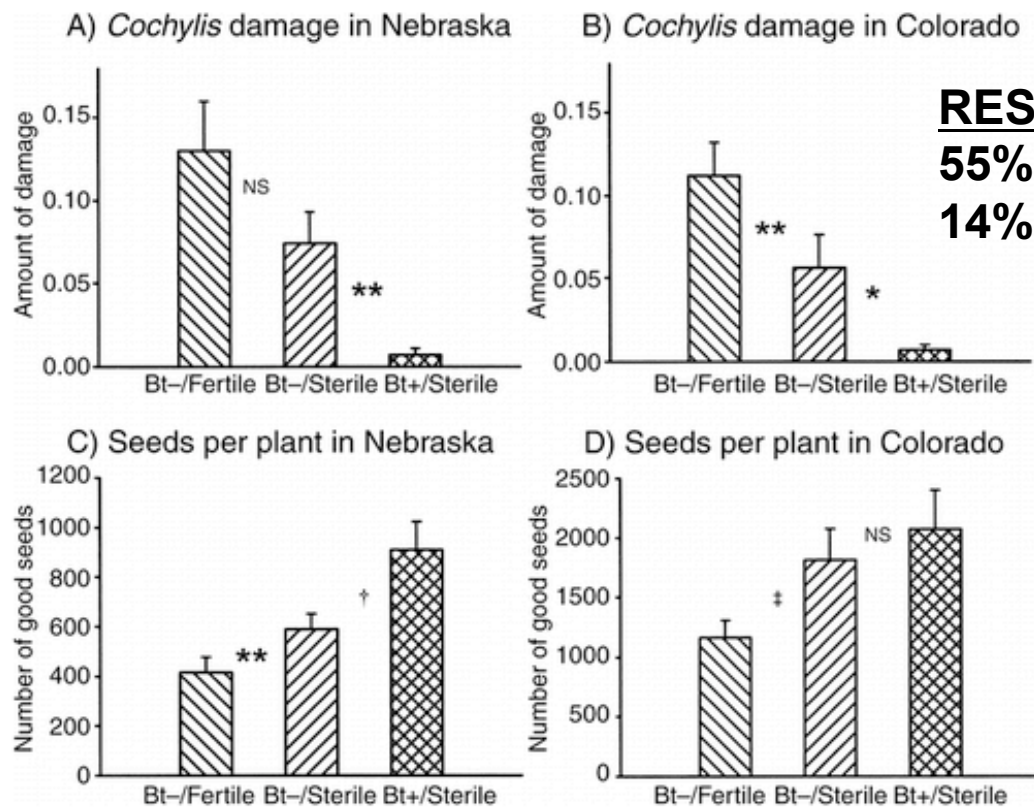 A) Cochylis damage in Nebraska
Amount of damage
0.15
0.10
0.05
0.00
NS
**
Bt–/Fertile Bt–/Sterile Bt+/Sterile
B) Cochylis damage in Colorado
Amount of damage
0.15
0.10
0.05
0.00
**
*
Bt–/Fertile Bt–/Sterile Bt+/Sterile
RES
55%
14%
C) Seeds per plant in Nebraska
Number of good seeds
1200
1000
800
600
400
200
0
**
†
Bt–/Fertile Bt–/Sterile Bt+/Sterile
D) Seeds per plant in Colorado
Number of good seeds
2500
2000
1500
1000
500
0
‡
NS
Bt–/Fertile Bt–/Sterile Bt+/Sterile